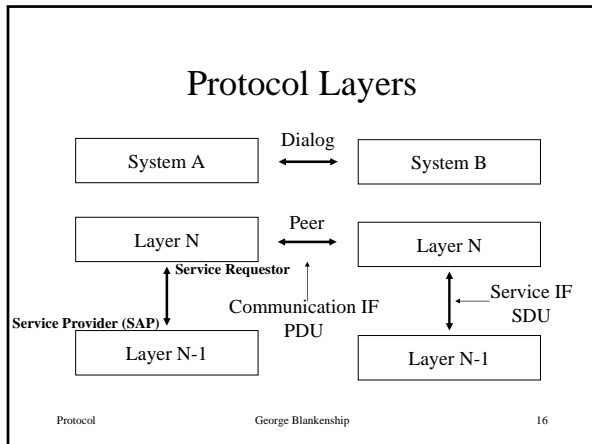 Protocol Layers
Dialog
System A
System B
Peer
Layer N
Layer N
Service Requestor
Communication IF
PDU
Service IF
SDU
Service Provider (SAP)
Layer N-1
Layer N-1
Protocol
George Blankenship
16